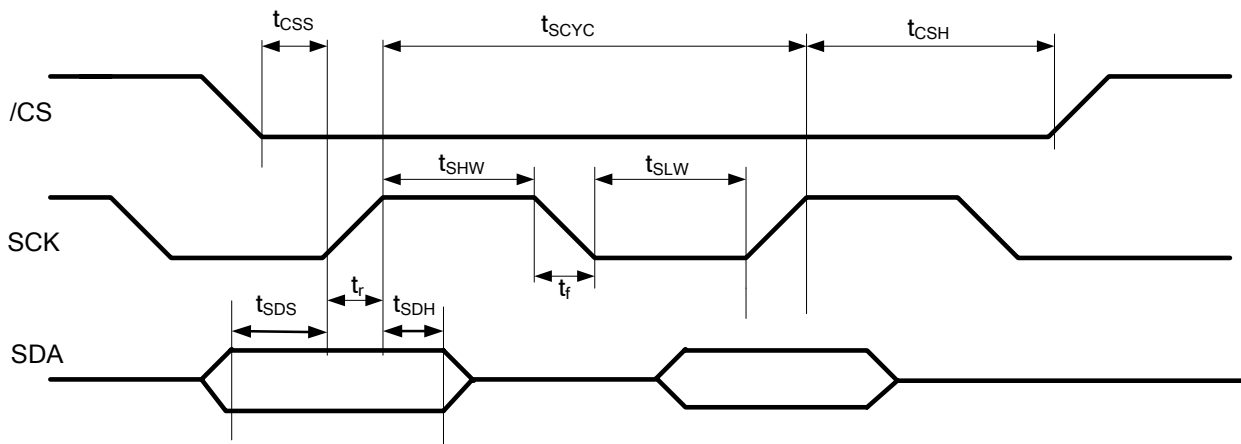 tCSS
tSCYC
tCSH
/CS
tSHW
tSLW
SCK
tr
tf
tSDS
tSDH
SDA